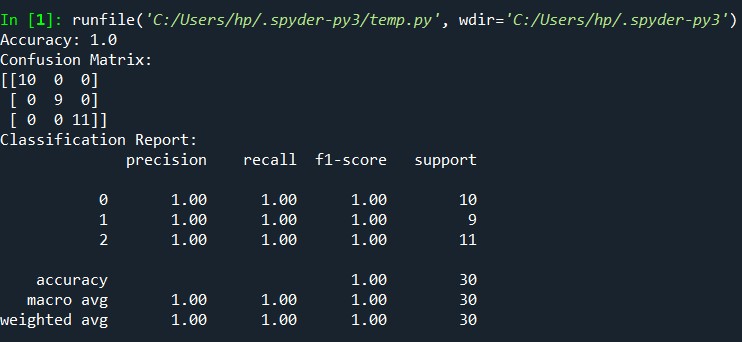 In [1]: runfile('C:/Users/hp/.spyder-py3/temp.py', wdir='C:/Users/hp/.spyder-py3')
Accuracy: 1.0
Confusion Matrix:
[[10  0  0]
 [ 0  9  0]
 [ 0  0 11]]
Classification Report:
              precision    recall  f1-score   support

           0       1.00      1.00      1.00        10
           1       1.00      1.00      1.00         9
           2       1.00      1.00      1.00        11

    accuracy                           1.00        30
   macro avg       1.00      1.00      1.00        30
weighted avg       1.00      1.00      1.00        30